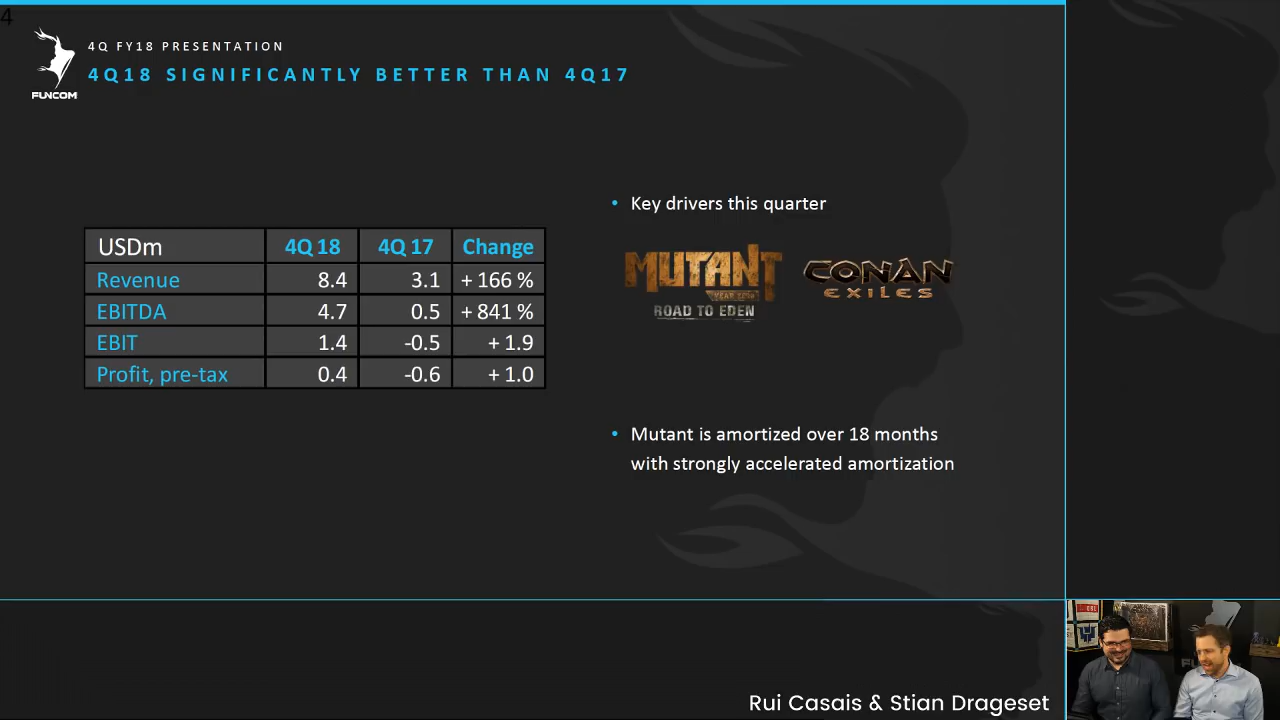 4
4Q FY18 PRESENTATION
4Q18 SIGNIFICANTLY BETTER THAN 4Q17
FUNCOM
• Key drivers this quarter
USDm 4Q 18 4Q 17 Change
Revenue 8.4 3.1 + 166 %
EBITDA 4.7 0.5 + 841 %
EBIT 1.4 -0.5 + 1.9
Profit, pre-tax 0.4 -0.6 + 1.0
MUTANT
YEAR ZERO
ROAD TO EDEN
CONAN
EXILES
• Mutant is amortized over 18 months
with strongly accelerated amortization
Rui Casais & Stian Drageset